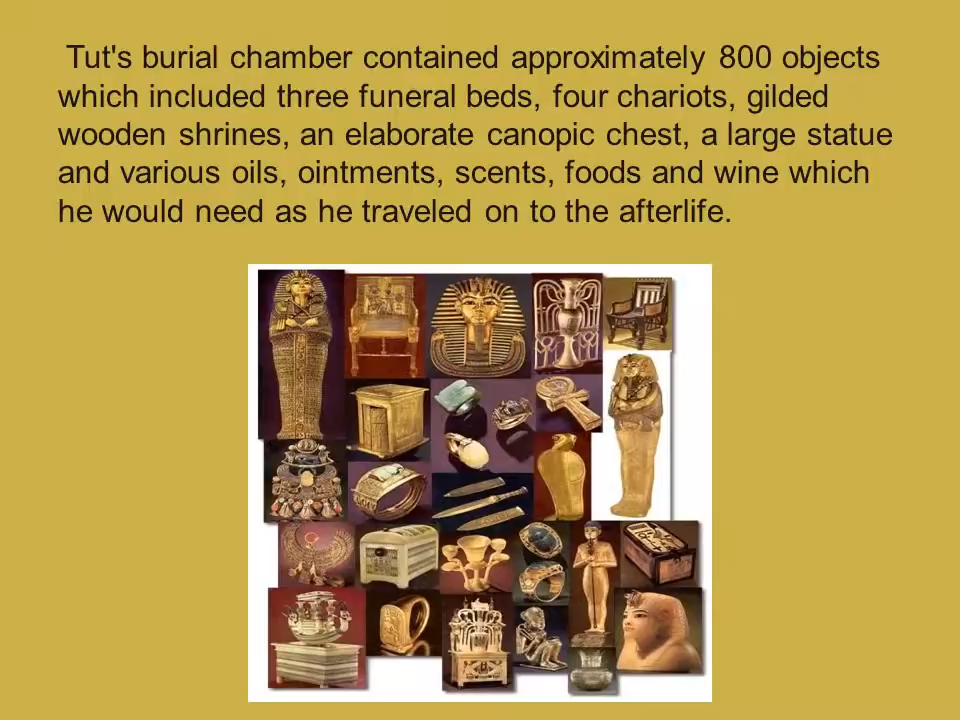 Tut's burial chamber contained approximately 800 objects
which included three funeral beds, four chariots, gilded
wooden shrines, an elaborate canopic chest, a large statue
and various oils, ointments, scents, foods and wine which
he would need as he traveled on to the afterlife.